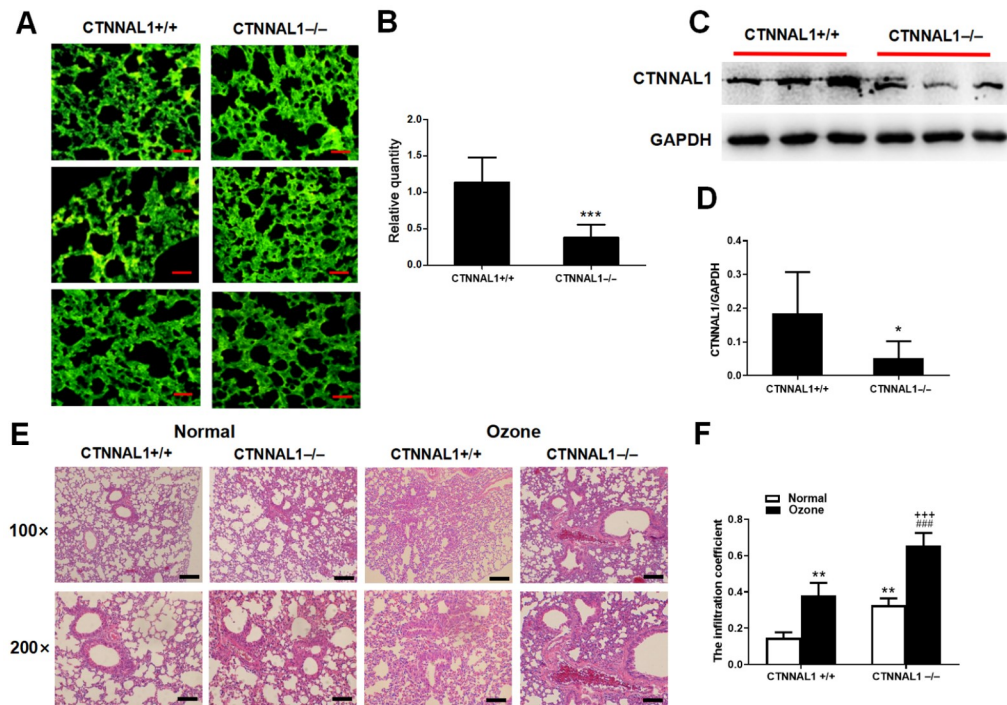 A
CTNNAL1+/+ CTNNAL1–/–
B
Relative quantity
2.0
1.5
1.0
0.5
0.0
***
CTNNAL1+/+ CTNNAL1–/–
C
CTNNAL1+/+ CTNNAL1–/–
CTNNAL1
GAPDH
D
CTNNAL1/GAPDH
0.4
0.3
0.2
0.1
0.0
*
CTNNAL1+/+ CTNNAL1–/–
E
Normal Ozone
CTNNAL1+/+ CTNNAL1–/– CTNNAL1+/+ CTNNAL1–/–
100×
200×
F
Normal
Ozone
The infiltration coefficient
0.8
0.6
0.4
0.2
0.0
**
**
+++
###
CTNNAL1 +/+ CTNNAL1 –/–